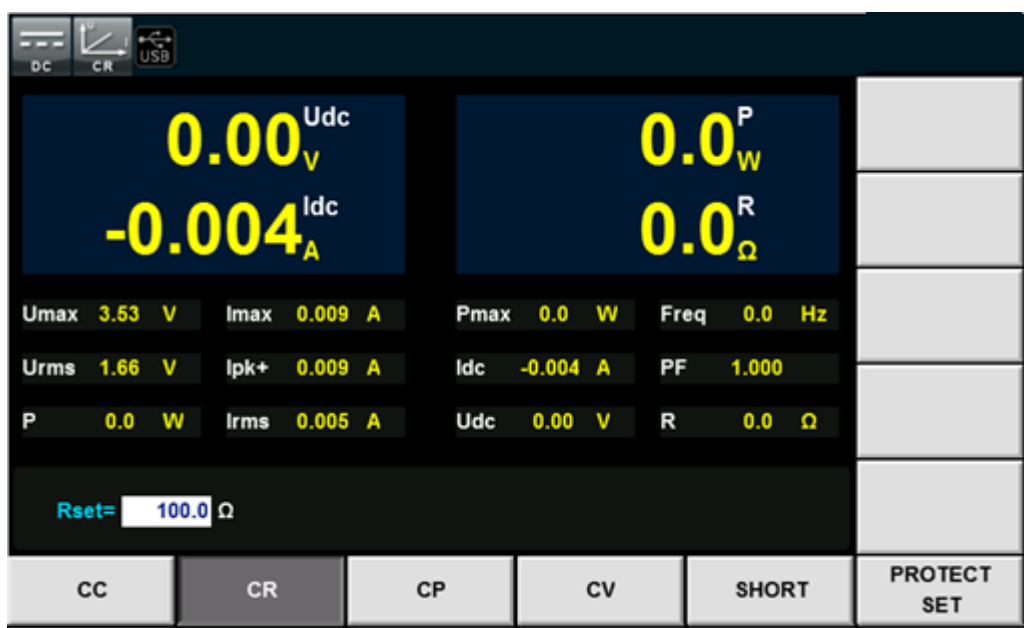 DC CR USB
U I
0.00 Udc V 0.0 P W
-0.004 Idc A 0.0 R Ω
Umax 3.53 V Imax 0.009 A Pmax 0.0 W Freq 0.0 Hz
Urms 1.66 V Ipk+ 0.009 A Idc -0.004 A PF 1.000
P 0.0 W Irms 0.005 A Udc 0.00 V R 0.0 Ω
Rset= 100.0 Ω
CC CR CP CV SHORT PROTECT
SET